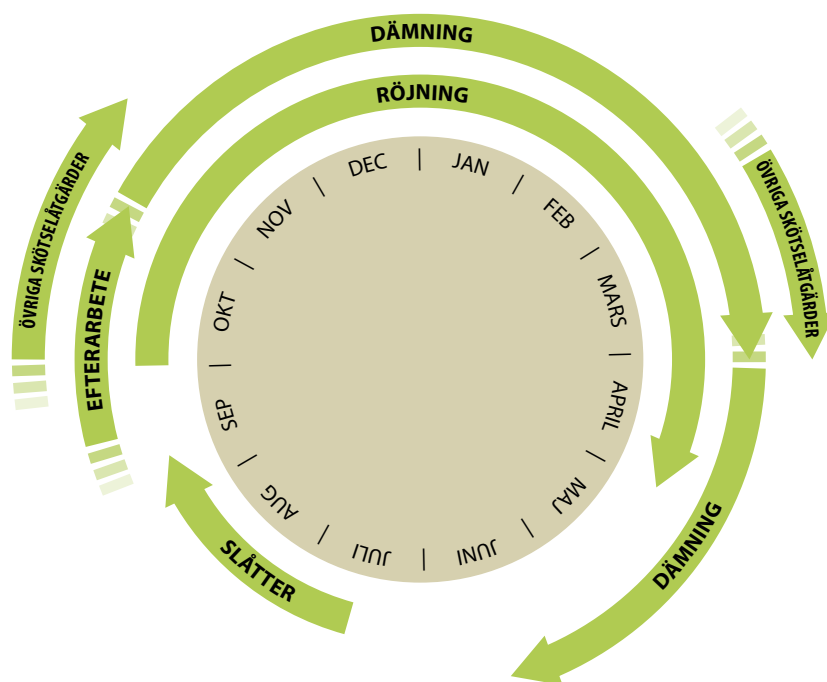 DÄMNING
RÖJNING
ÖVRIGA SKÖTSELÅTGÄRDER
ÖVRIGA SKÖTSELÅTGÄRDER
EFTERARBETE
DÄMNING
SLÅTTER
JAN
FEB
MARS
APRIL
MAJ
JUNI
JULI
AUG
SEP
OKT
NOV
DEC